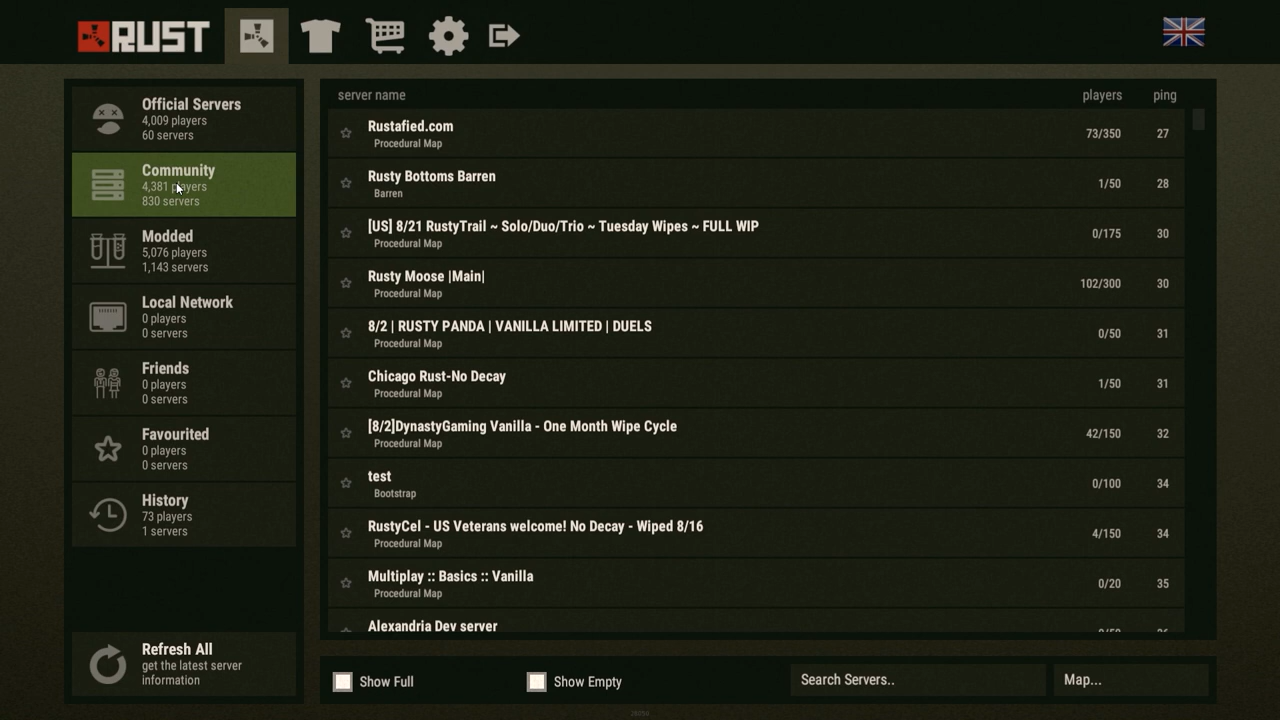 RUST
Official Servers
4,009 players
60 servers
Community
4,381 players
830 servers
Modded
5,076 players
1,143 servers
Local Network
0 players
0 servers
Friends
0 players
0 servers
Favourited
0 players
0 servers
History
73 players
1 servers
Refresh All
get the latest server
information
server name players ping
Rustafied.com 73/350 27
Procedural Map
Rusty Bottoms Barren 1/50 28
Barren
[US] 8/21 RustyTrail ~ Solo/Duo/Trio ~ Tuesday Wipes ~ FULL WIP 0/175 30
Procedural Map
Rusty Moose |Main| 102/300 30
Procedural Map
8/2 | RUSTY PANDA | VANILLA LIMITED | DUELS 0/50 31
Procedural Map
Chicago Rust-No Decay 1/50 31
Procedural Map
[8/2]DynastyGaming Vanilla - One Month Wipe Cycle 42/150 32
Procedural Map
test 0/100 34
Bootstrap
RustyCel - US Veterans welcome! No Decay - Wiped 8/16 4/150 34
Procedural Map
Multiplay :: Basics :: Vanilla 0/20 35
Procedural Map
Alexandria Dev server
Show Full Show Empty Search Servers.. Map...